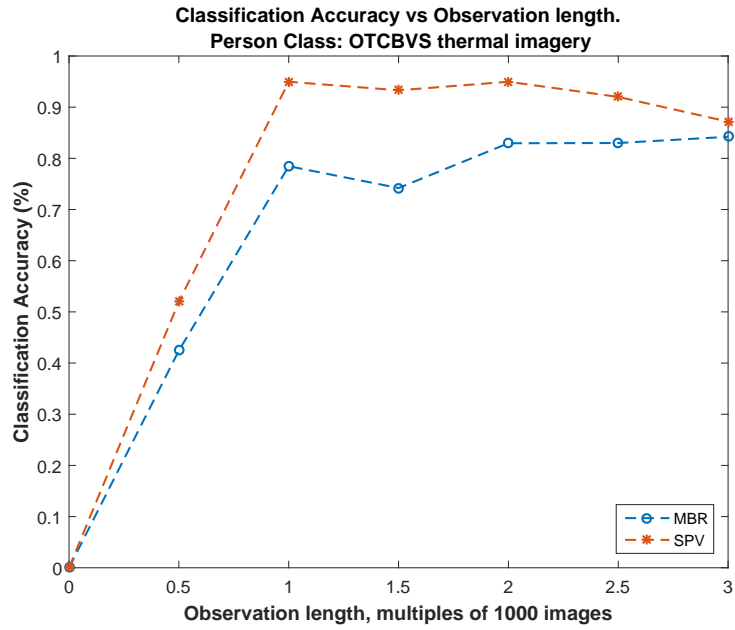 Classification Accuracy vs Observation length.
Person Class: OTCBVS thermal imagery
Classification Accuracy (%)
1
0.9
0.8
0.7
0.6
0.5
0.4
0.3
0.2
0.1
0
0 0.5 1 1.5 2 2.5 3
Observation length, multiples of 1000 images
MBR
SPV